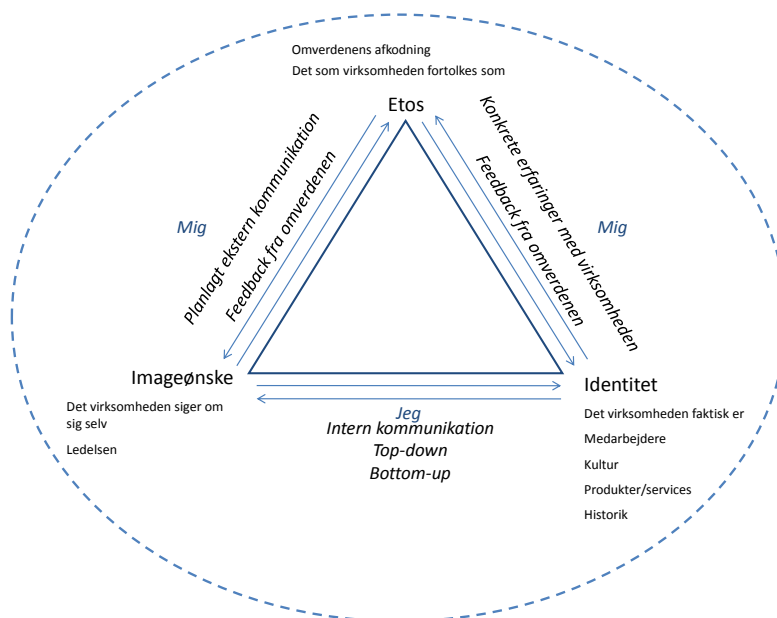 Omverdenens afkodning
Det som virksomheden fortolkes som
Etos
Planlagt ekstern kommunikation
Feedback fra omverdenen
Mig
Konkrete erfaringer med virksomheden
Feedback fra omverdenen
Mig
Imageønske
Det virksomheden siger om
sig selv
Ledelsen
Jeg
Intern kommunikation
Top-down
Bottom-up
Identitet
Det virksomheden faktisk er
Medarbejdere
Kultur
Produkter/services
Historik